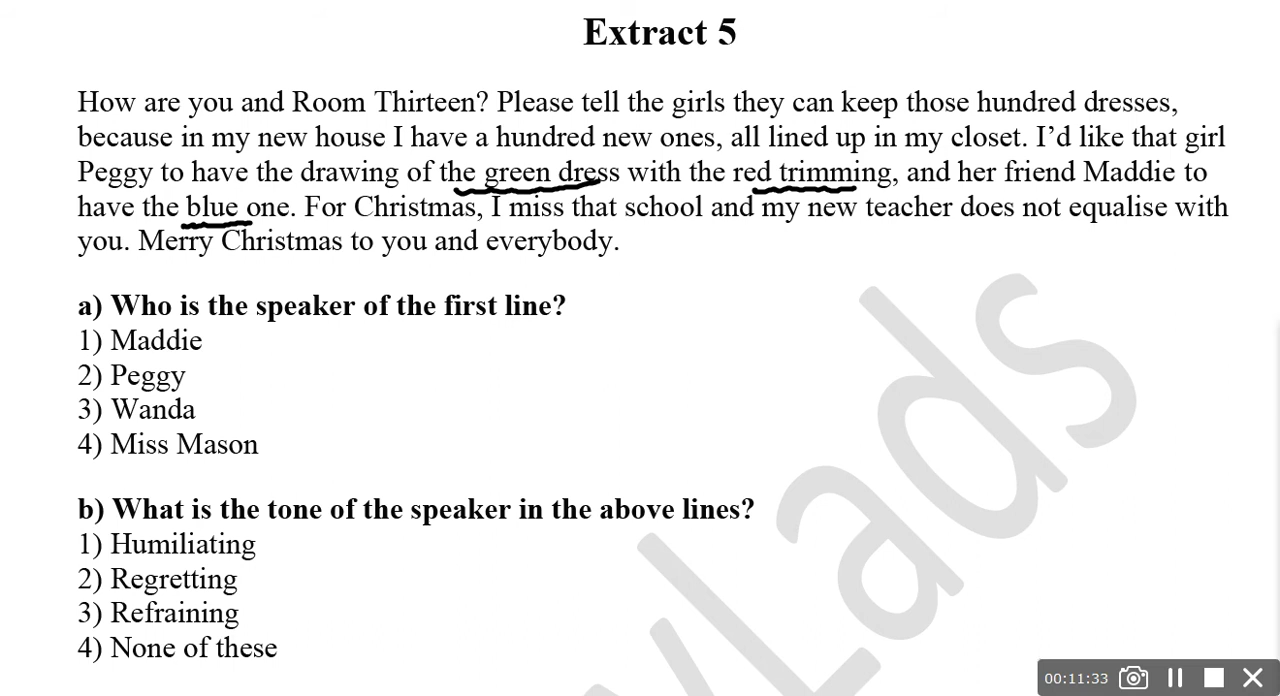 Extract 5
How are you and Room Thirteen? Please tell the girls they can keep those hundred dresses,
because in my new house I have a hundred new ones, all lined up in my closet. I’d like that girl
Peggy to have the drawing of the green dress with the red trimming, and her friend Maddie to
have the blue one. For Christmas, I miss that school and my new teacher does not equalise with
you. Merry Christmas to you and everybody.
a) Who is the speaker of the first line?
1) Maddie
2) Peggy
3) Wanda
4) Miss Mason
b) What is the tone of the speaker in the above lines?
1) Humiliating
2) Regretting
3) Refraining
4) None of these
00:11:33